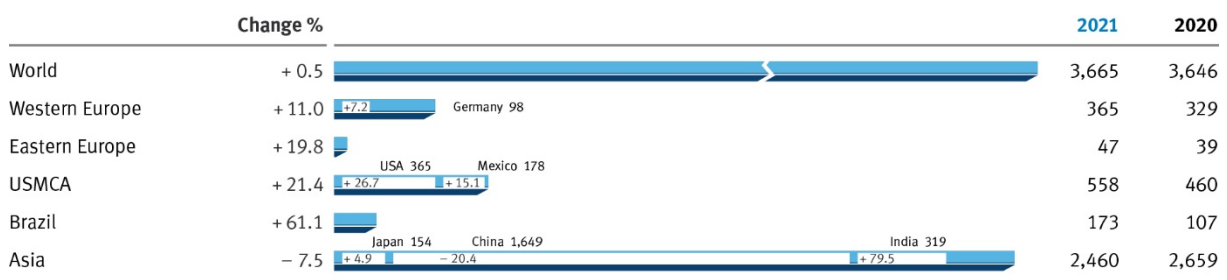 Change % 2021 2020
World + 0.5 3,665 3,646
Western Europe + 11.0 +7.2 Germany 98 365 329
Eastern Europe + 19.8 47 39
USA 365 Mexico 178
USMCA + 21.4 + 26.7 + 15.1 558 460
Brazil + 61.1 173 107
Japan 154 China 1,649 India 319
Asia – 7.5 + 4.9 – 20.4 + 79.5 2,460 2,659